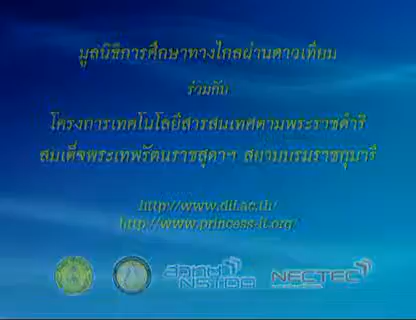 มูลนิธิการศึกษาทางไกลผ่านดาวเทียม
ร่วมกับ
โครงการเทคโนโลยีสารสนเทศตามพระราชดำริ
สมเด็จพระเทพรัตนราชสุดาฯ สยามบรมราชกุมารี
http://www.dlf.ac.th/
http://www.princess-it.org/
สวทช NECTEC
NSTDA